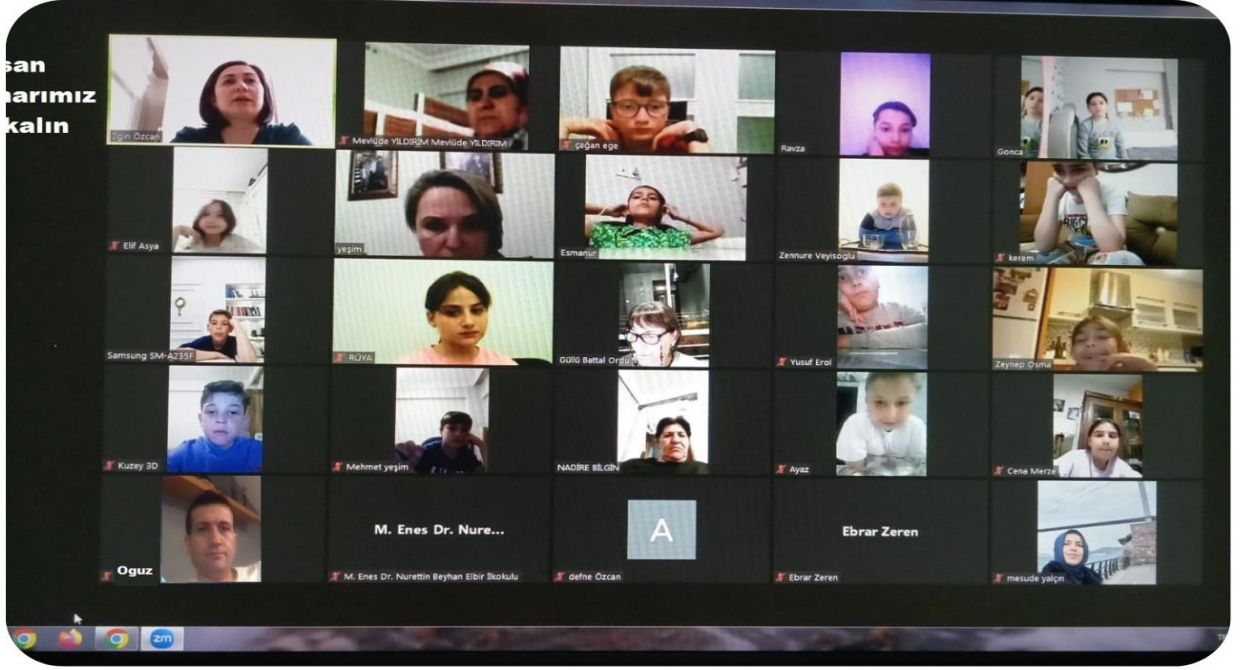 san
narımız
kalın
Ilgın Özcan
Mevlüde YILDIRIM Mevlüde YILDIRIM
çağan ege
Ravza
Gonca
Elif Asya
yeşim
Esmanur
Zennure Veyisoglu
kerem
Samsung SM-A235F
RÜYA
Güllü Battal Ordu
Yusuf Erol
Zeynep Osma
Kuzey 3D
Mehmet yeşim
NADİRE BİLGİN
Ayaz
Cena Merze
Oguz
M. Enes Dr. Nure...
M. Enes Dr. Nurettin Beyhan Elbir İlkokulu
A
defne Özcan
Ebrar Zeren
Ebrar Zeren
mesude yalçın
zm